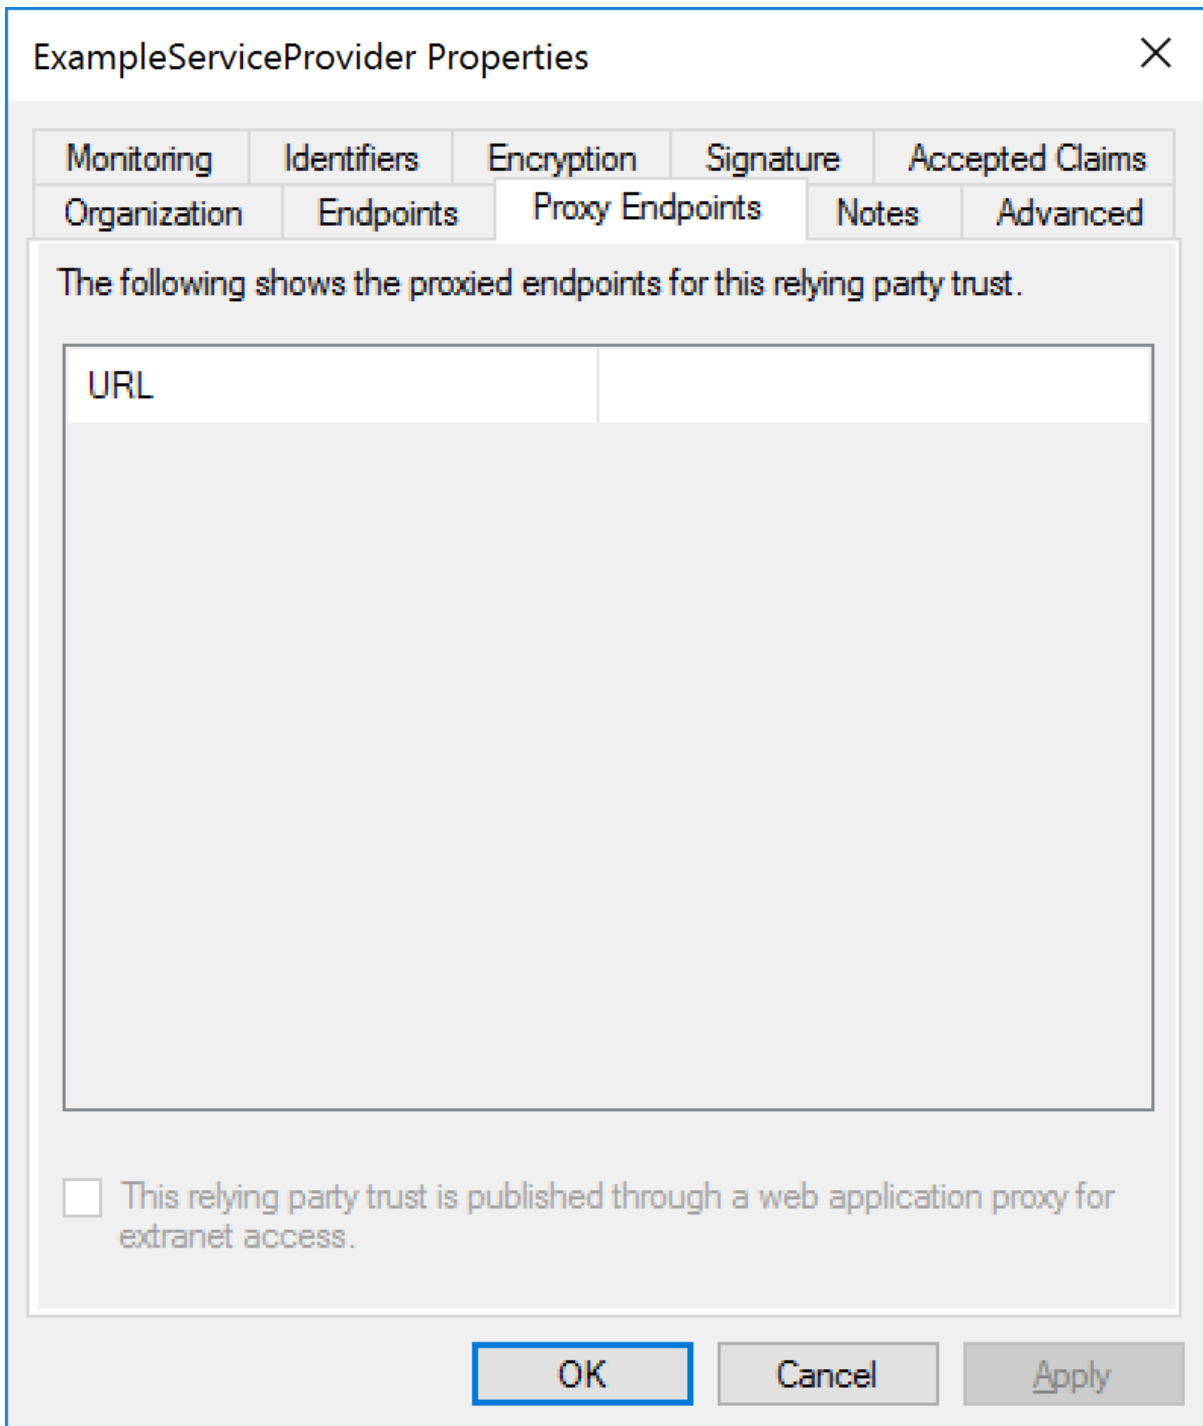 ExampleServiceProvider Properties
Monitoring Identifiers Encryption Signature Accepted Claims
Organization Endpoints Proxy Endpoints Notes Advanced
The following shows the proxied endpoints for this relying party trust.
URL
This relying party trust is published through a web application proxy for
extranet access.
OK Cancel Apply